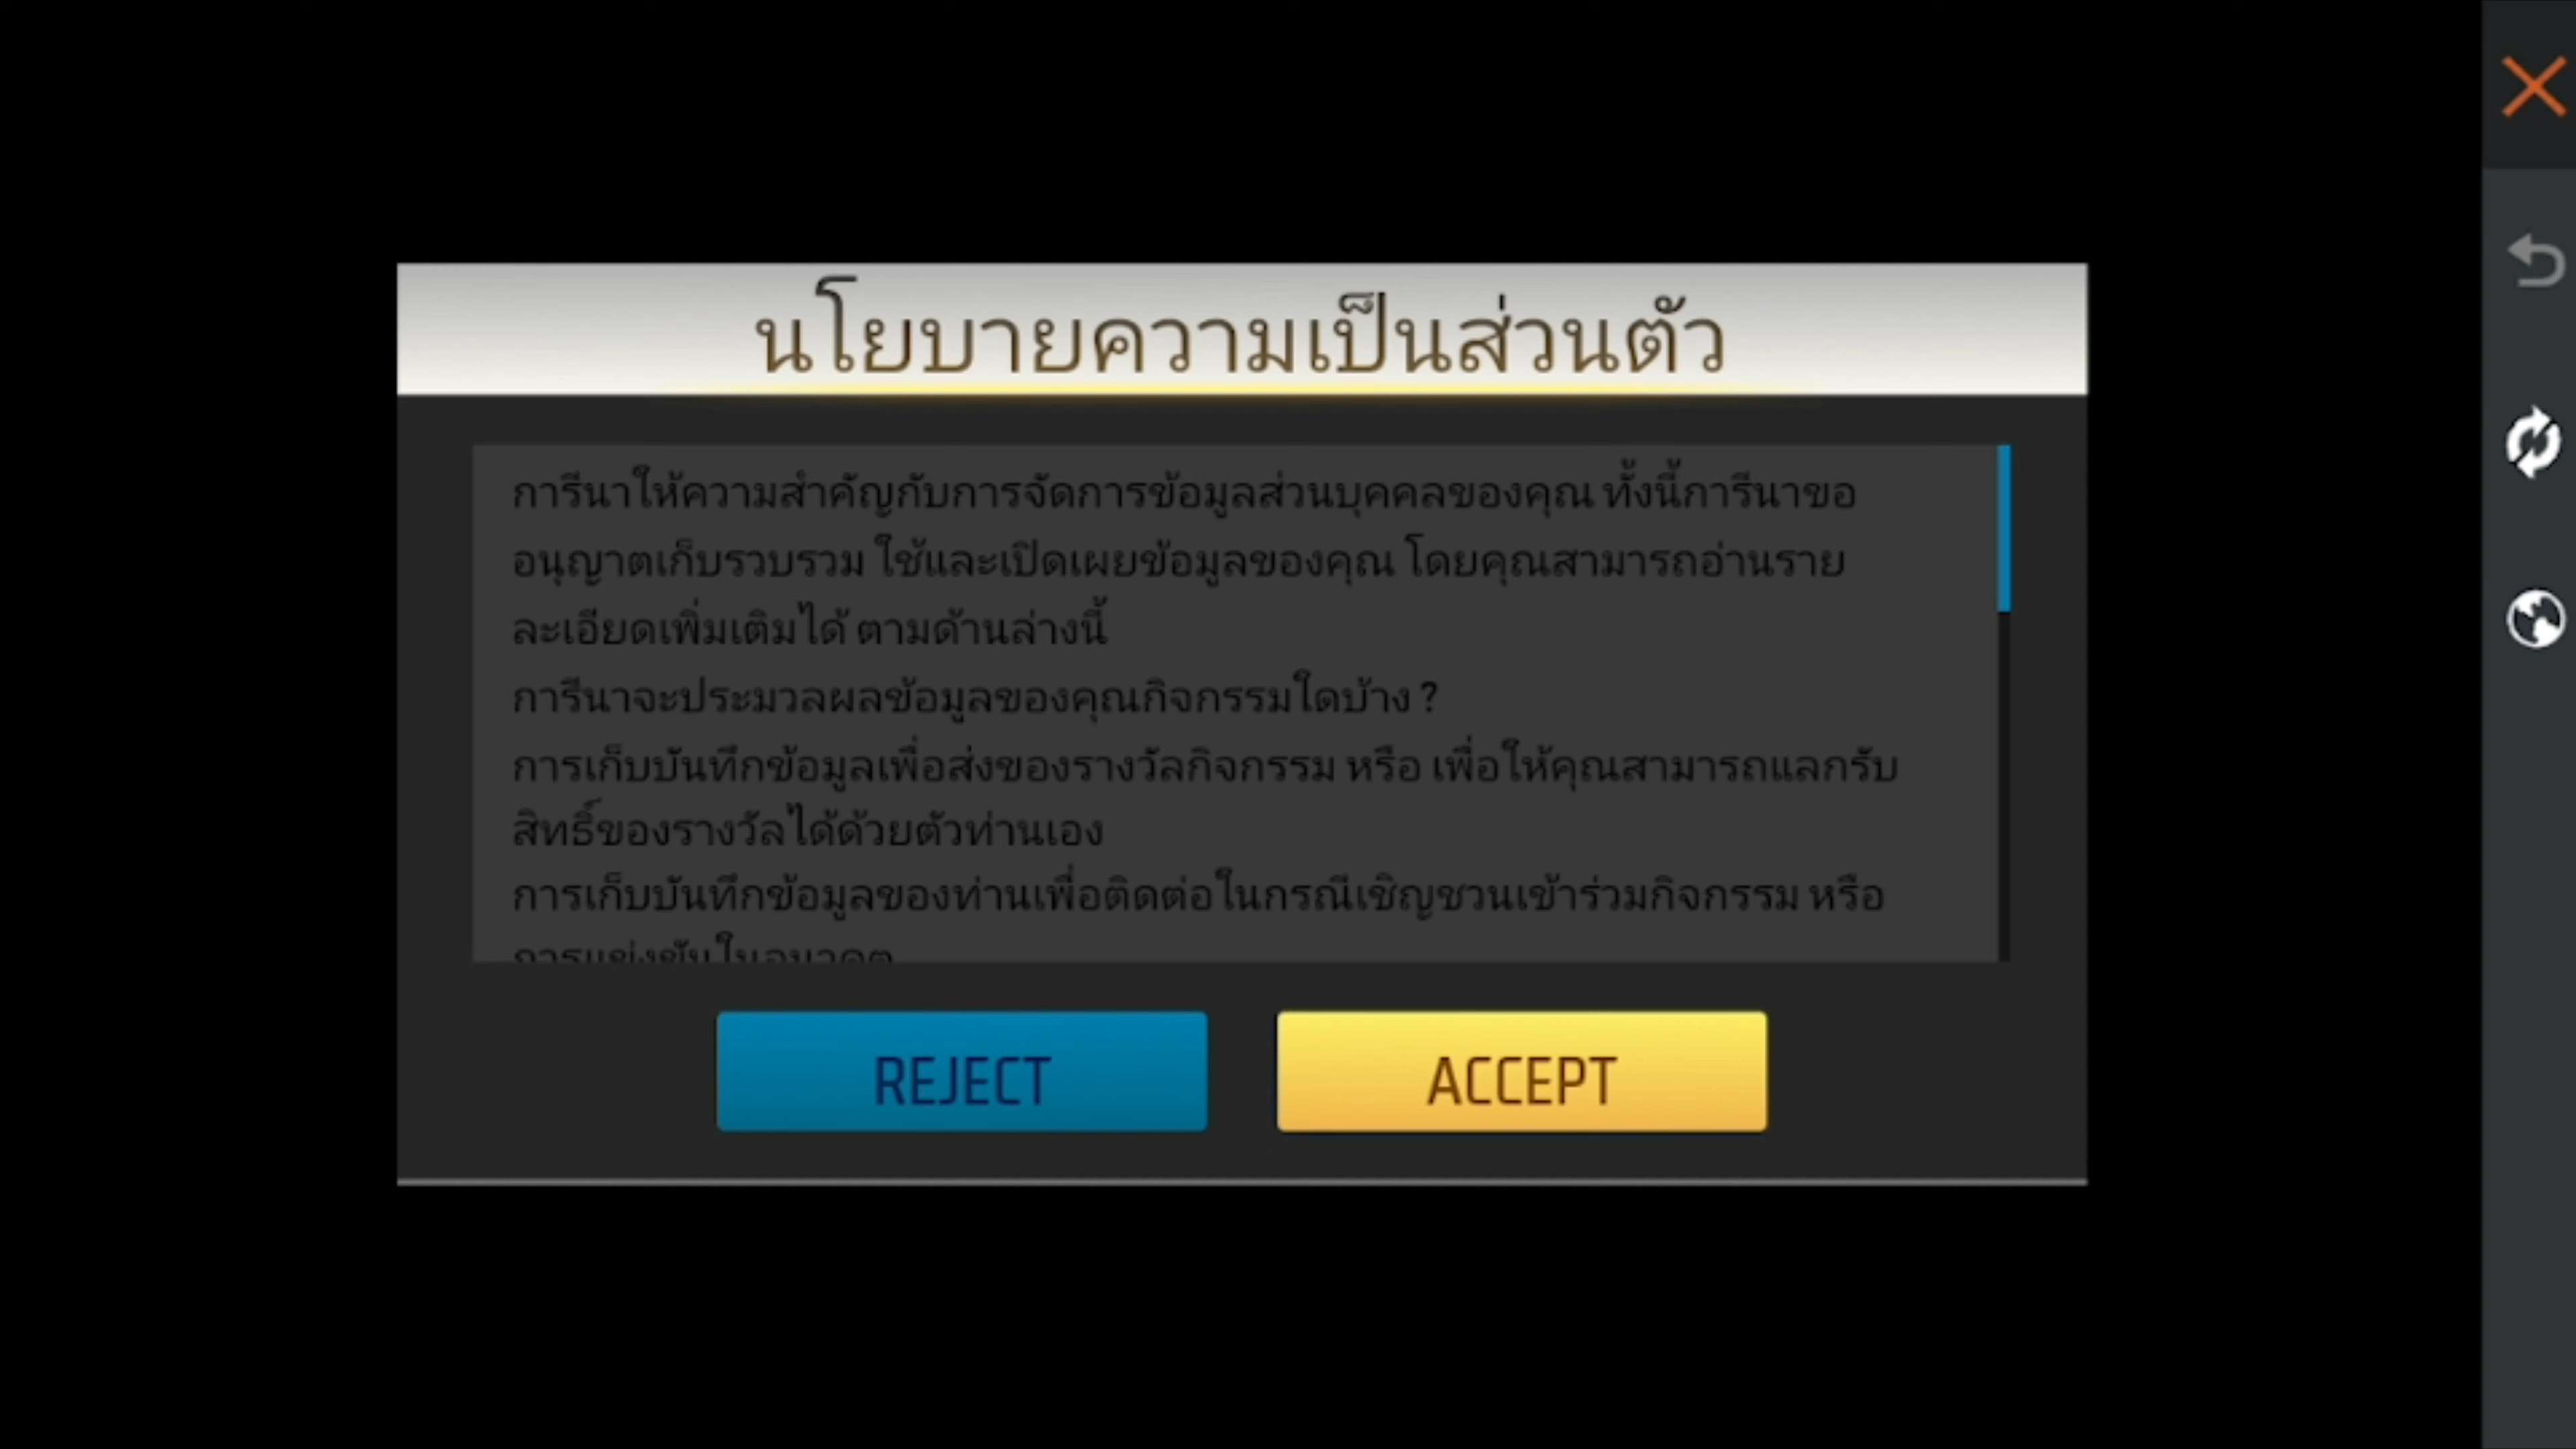 นโยบายความเป็นส่วนตัว
การีนาให้ความสำคัญกับการจัดการข้อมูลส่วนบุคคลของคุณ ทั้งนี้การีนาขอ
อนุญาตเก็บรวบรวม ใช้และเปิดเผยข้อมูลของคุณ โดยคุณสามารถอ่านราย
ละเอียดเพิ่มเติมได้ ตามด้านล่างนี้
การีนาจะประมวลผลข้อมูลของคุณกิจกรรมใดบ้าง ?
การเก็บบันทึกข้อมูลเพื่อส่งของรางวัลกิจกรรม หรือ เพื่อให้คุณสามารถแลกรับ
สิทธิ์ของรางวัลได้ด้วยตัวท่านเอง
การเก็บบันทึกข้อมูลของท่านเพื่อติดต่อในกรณีเชิญชวนเข้าร่วมกิจกรรม หรือ
การแข่งขันในอนาคต
REJECT
ACCEPT